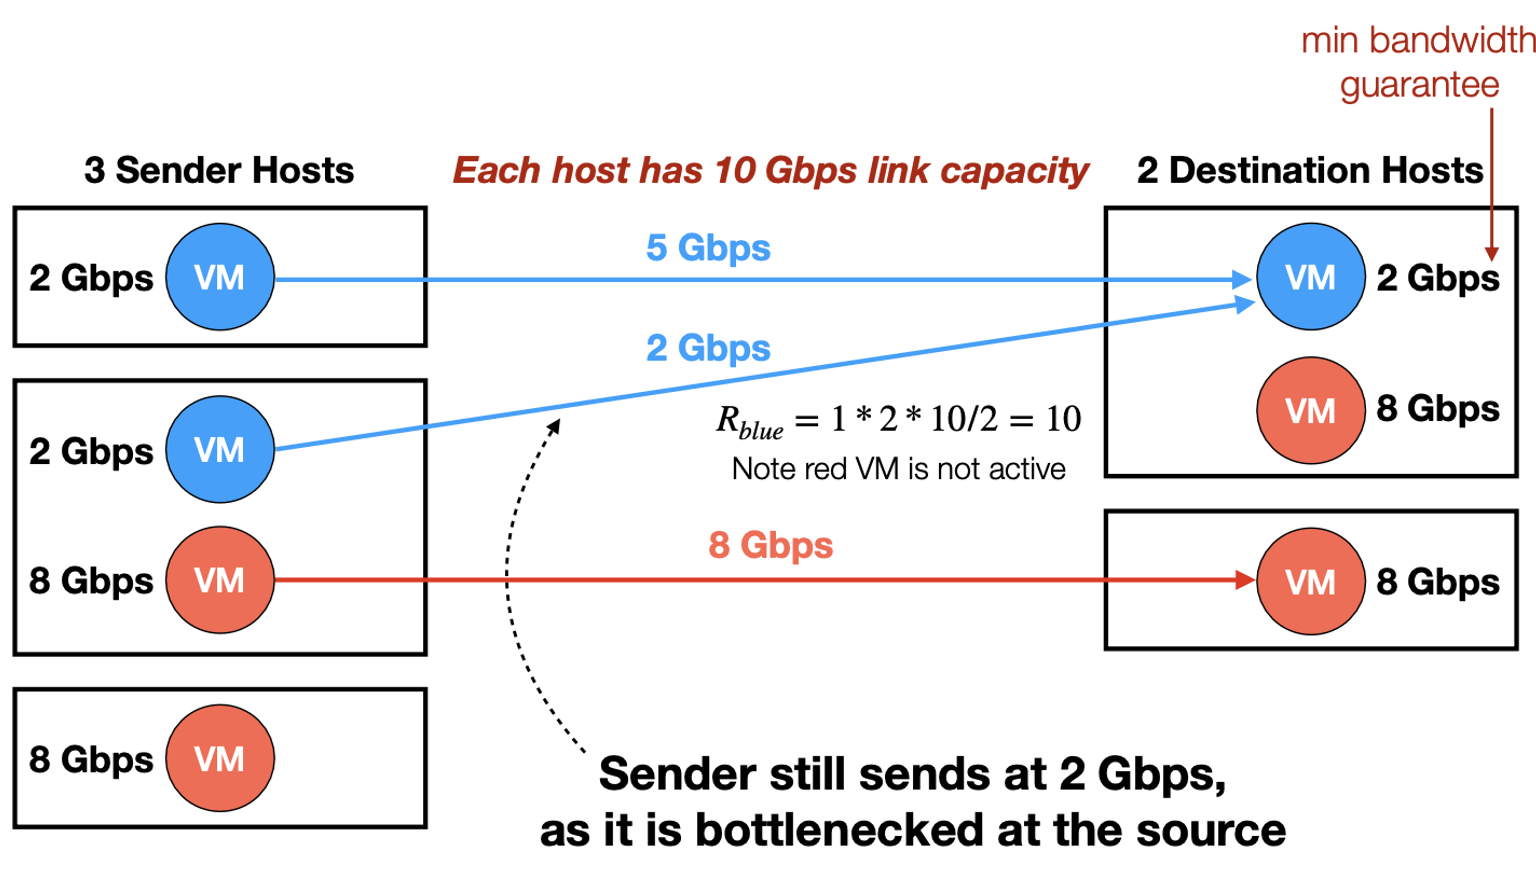 min bandwidth
guarantee
3 Sender Hosts
Each host has 10 Gbps link capacity
2 Destination Hosts
2 Gbps
VM
5 Gbps
VM
2 Gbps
2 Gbps
VM
2 Gbps
VM
8 Gbps
R_{blue} = 1 * 2 * 10/2 = 10
Note red VM is not active
8 Gbps
VM
8 Gbps
VM
8 Gbps
8 Gbps
VM
Sender still sends at 2 Gbps,
as it is bottlenecked at the source